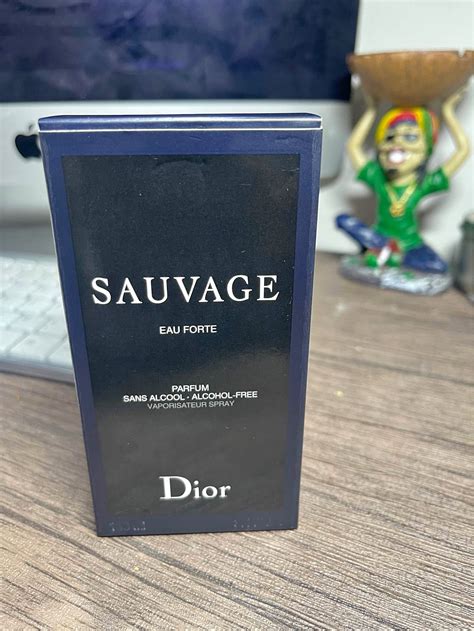 SAUVAGE
EAU FORTE
PARFUM
SANS ALCOOL · ALCOHOL-FREE
VAPORISATEUR SPRAY
Dior